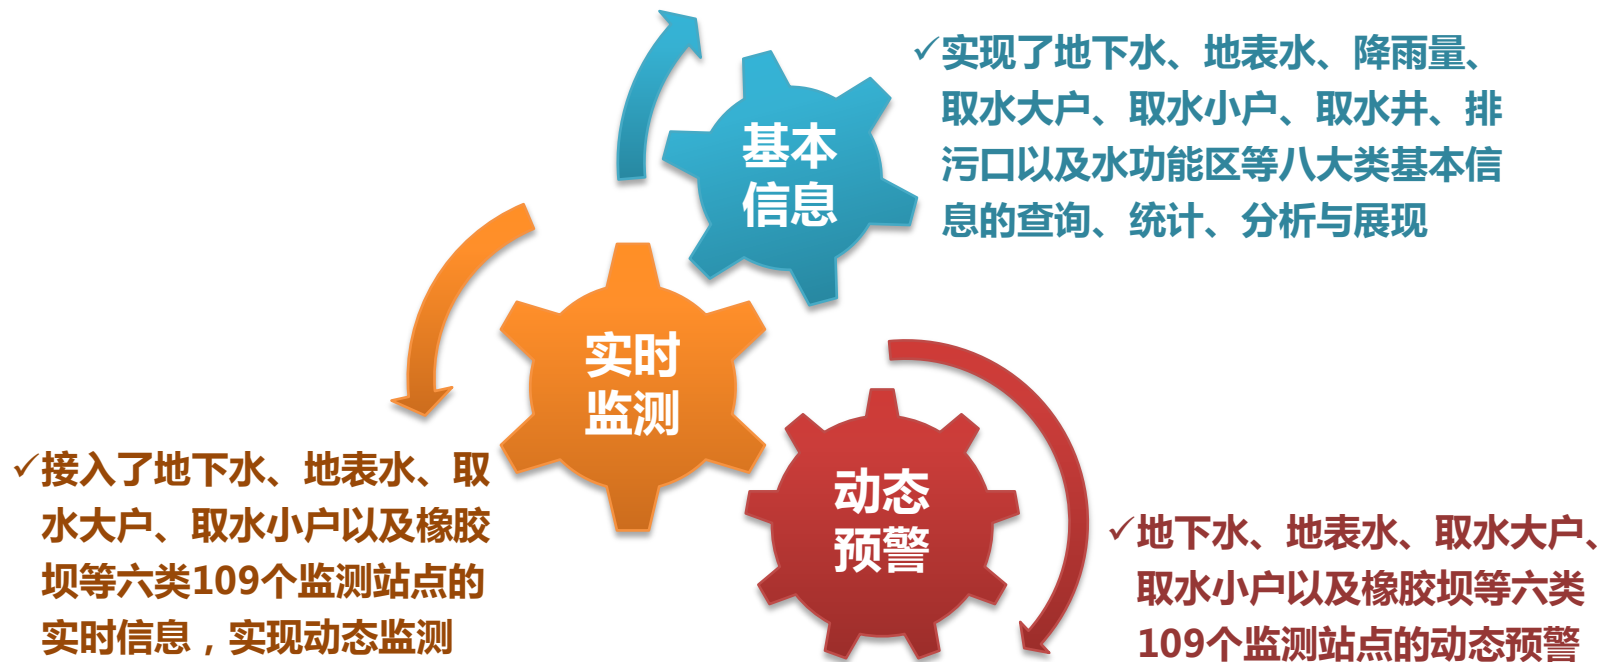 基本
信息
✓实现了地下水、地表水、降雨量、
取水大户、取水小户、取水井、排
污口以及水功能区等八大类基本信
息的查询、统计、分析与展现
实时
监测
✓接入了地下水、地表水、取
水大户、取水小户以及橡胶
坝等六类109个监测站点的
实时信息，实现动态监测
动态
预警
✓地下水、地表水、取水大户、
取水小户以及橡胶坝等六类
109个监测站点的动态预警